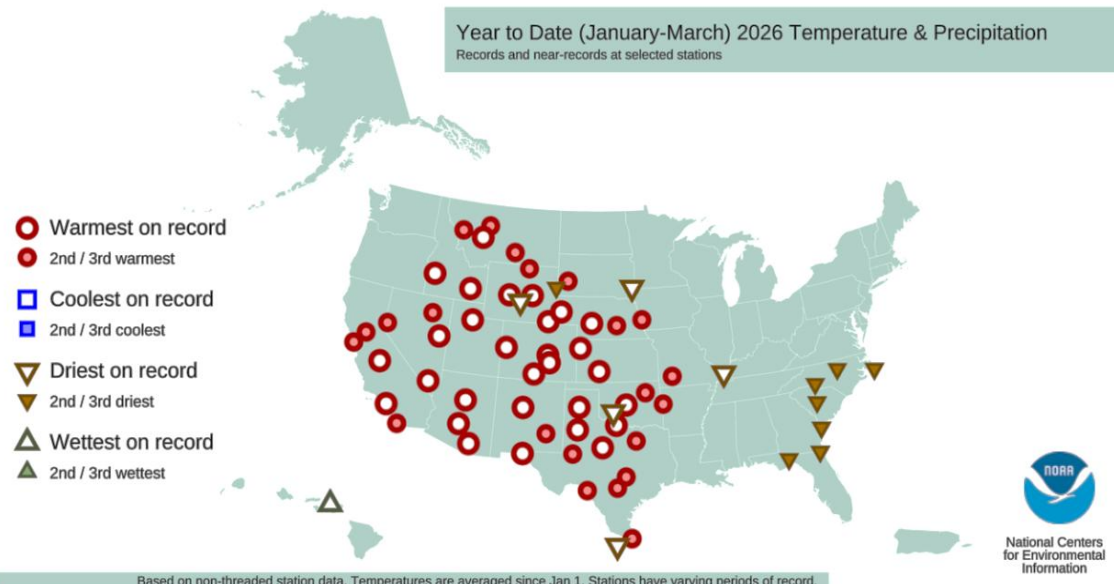 Year to Date (January-March) 2026 Temperature & Precipitation
Records and near-records at selected stations
Warmest on record
2nd / 3rd warmest
Coolest on record
2nd / 3rd coolest
Driest on record
2nd / 3rd driest
Wettest on record
2nd / 3rd wettest
NOAA
National Centers
for Environmental
Information
Based on non-threaded station data. Temperatures are averaged since Jan 1. Stations have varying periods of record.